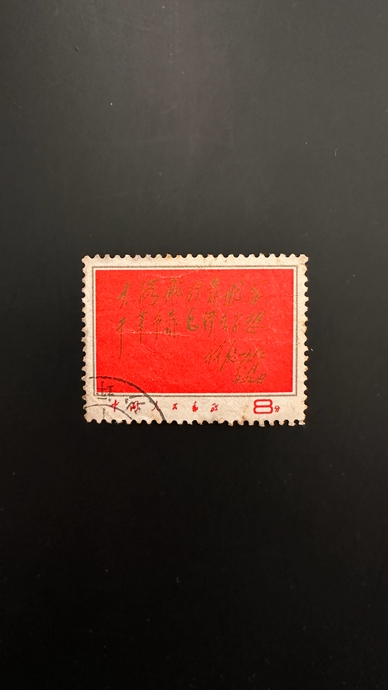 大海航行靠舵手
干革命靠毛泽东思想
林彪
中国人民邮政 8分